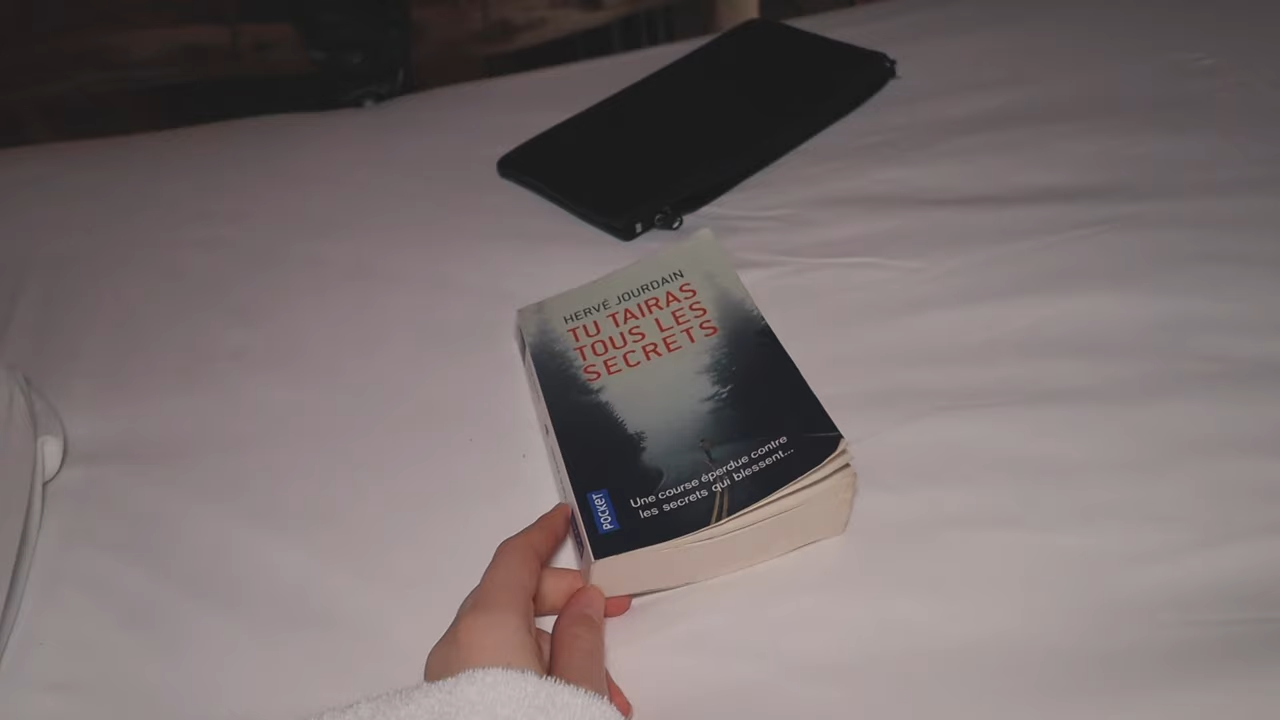 HERVÉ JOURDAIN
TU TAIRAS
TOUS LES
SECRETS
Une course éperdue contre
les secrets qui blessent...
POCKET